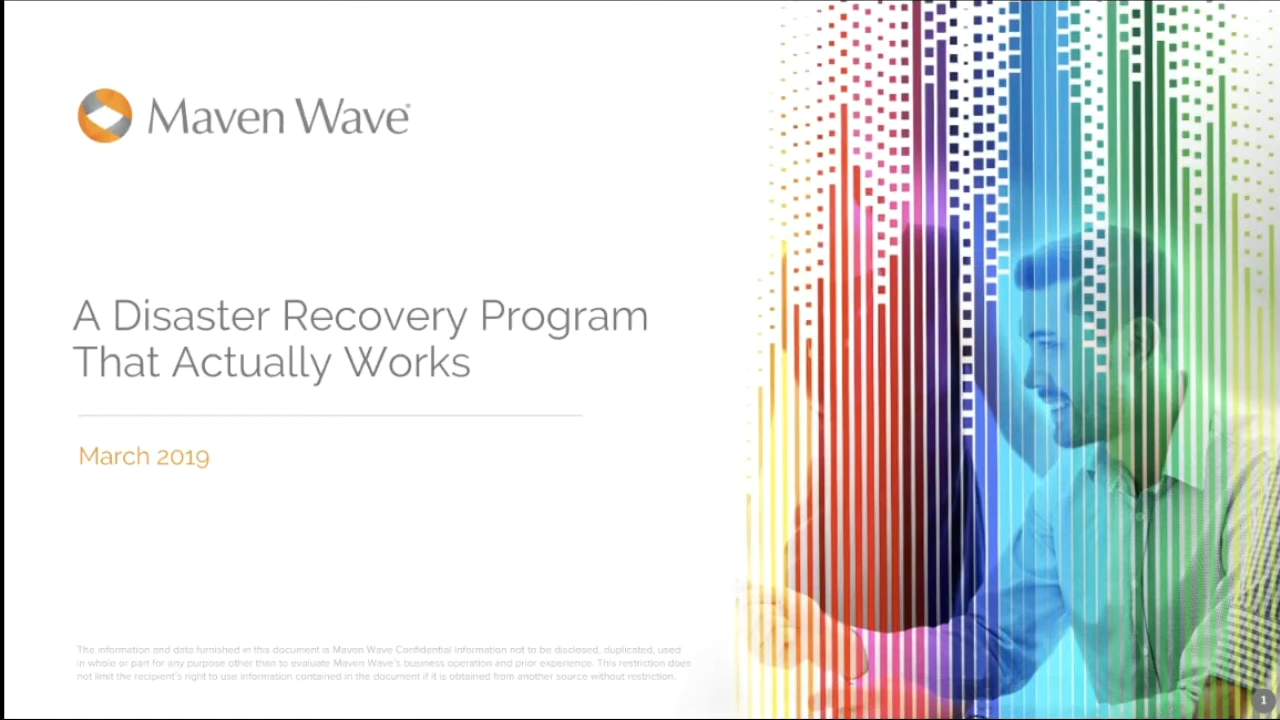 Maven Wave
A Disaster Recovery Program
That Actually Works
March 2019
The information and data furnished in this document is Maven Wave Confidential Information not to be disclosed, duplicated, used
in whole or part for any purpose other than to evaluate Maven Wave's business operation and prior experience. This restriction does
not limit the recipient's right to use information contained in the document if it is obtained from another source without restriction.
1